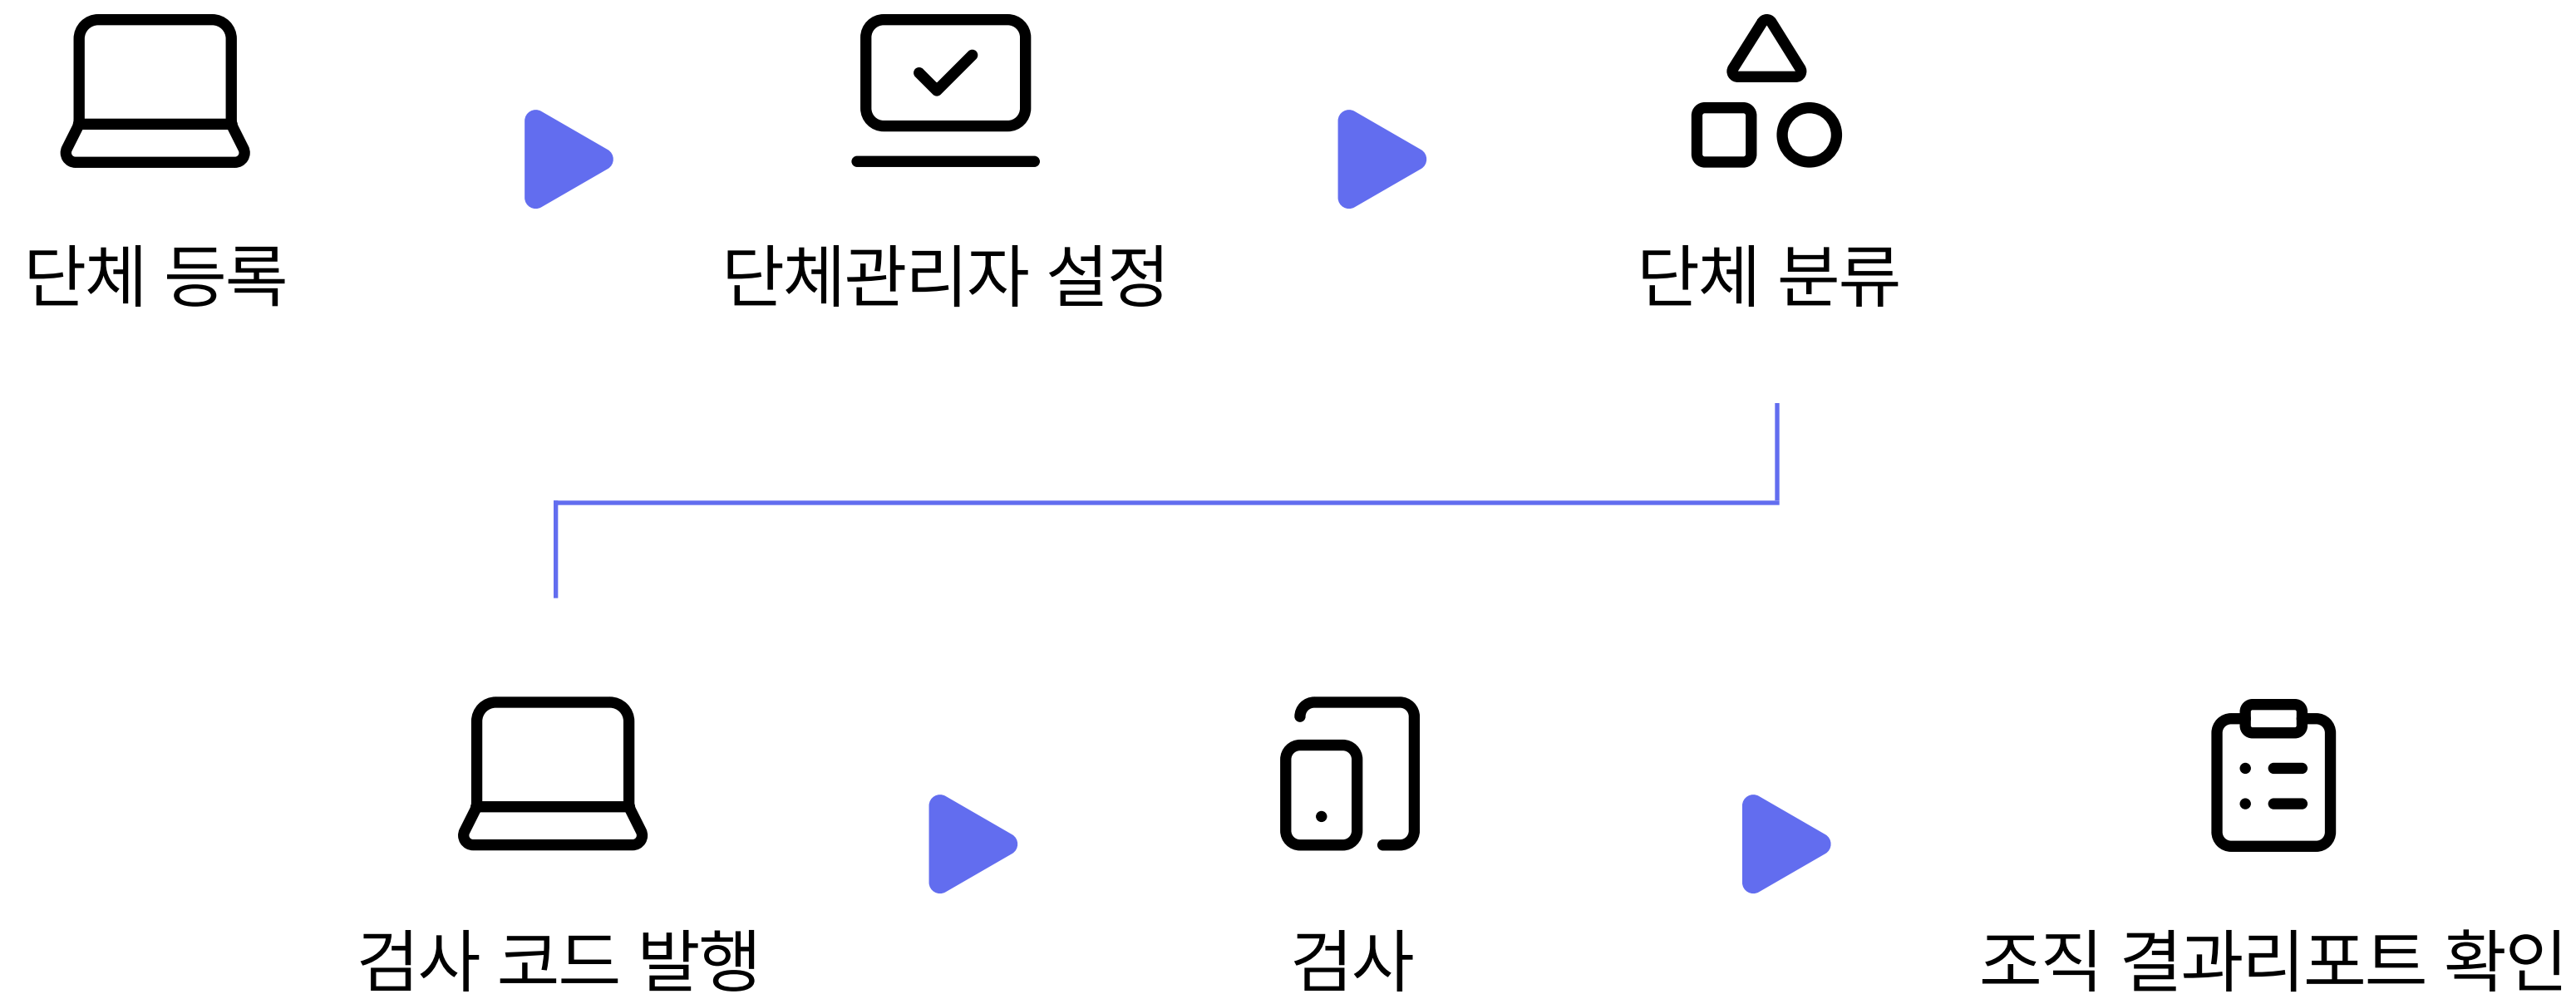 단체 등록
단체관리자 설정
단체 분류
검사 코드 발행
검사
조직 결과리포트 확인